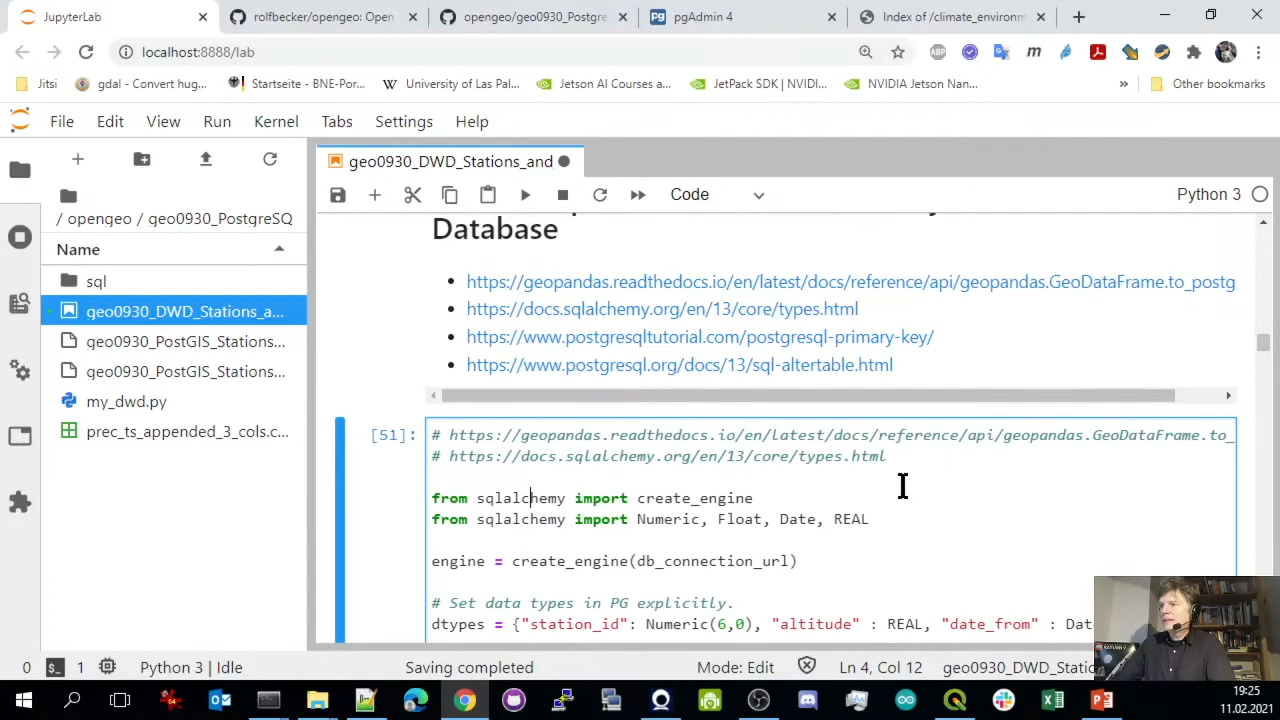 JupyterLab
rolfbecker/opengeo: Open
opengeo/geo0930_Postgre
pgAdmin 4
Index of /climate_environm
localhost:8888/lab
Jitsi
gdal - Convert hug...
Startseite - BNE-Por...
University of Las Pal...
Jetson AI Courses a...
JetPack SDK | NVIDI...
NVIDIA Jetson Nan...
»
Other bookmarks
File
Edit
View
Run
Kernel
Tabs
Settings
Help
geo0930_DWD_Stations_and
Code
Python 3
/ opengeo / geo0930_PostgreSQ
Name
sql
geo0930_DWD_Stations_a...
geo0930_PostGIS_Stations...
geo0930_PostGIS_Stations...
my_dwd.py
prec_ts_appended_3_cols.c...
Database
https://geopandas.readthedocs.io/en/latest/docs/reference/api/geopandas.GeoDataFrame.to_postg
https://docs.sqlalchemy.org/en/13/core/types.html
https://www.postgresqltutorial.com/postgresql-primary-key/
https://www.postgresql.org/docs/13/sql-altertable.html
[51]:
# https://geopandas.readthedocs.io/en/latest/docs/reference/api/geopandas.GeoDataFrame.to_
# https://docs.sqlalchemy.org/en/13/core/types.html
from sqlalchemy import create_engine
from sqlalchemy import Numeric, Float, Date, REAL
engine = create_engine(db_connection_url)
# Set data types in PG explicitly.
dtypes = {"station_id": Numeric(6,0), "altitude" : REAL, "date_from" : Dat
0
1
Python 3 | Idle
Saving completed
Mode: Edit
Ln 4, Col 12
geo0930_DWD_Statio
19:25
11.02.2021